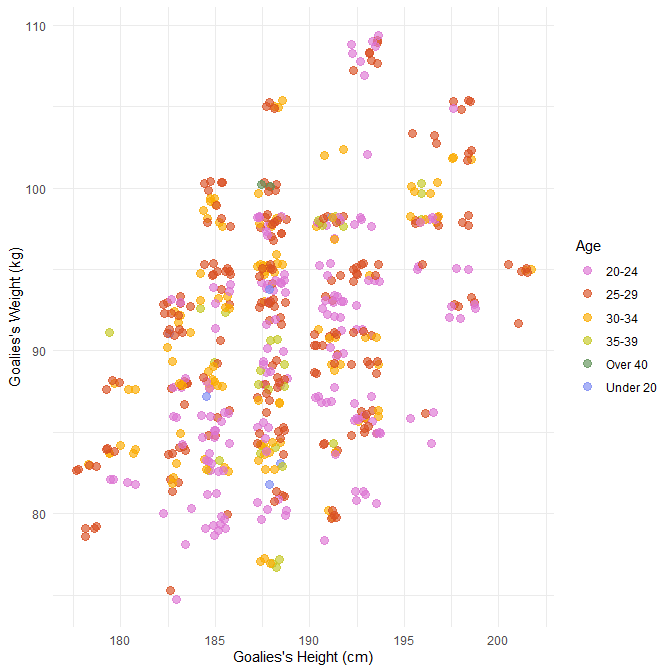 110
100
90
80
Goalies's Weight (kg)
180 185 190 195 200
Goalies's Height (cm)
Age
20-24
25-29
30-34
35-39
Over 40
Under 20